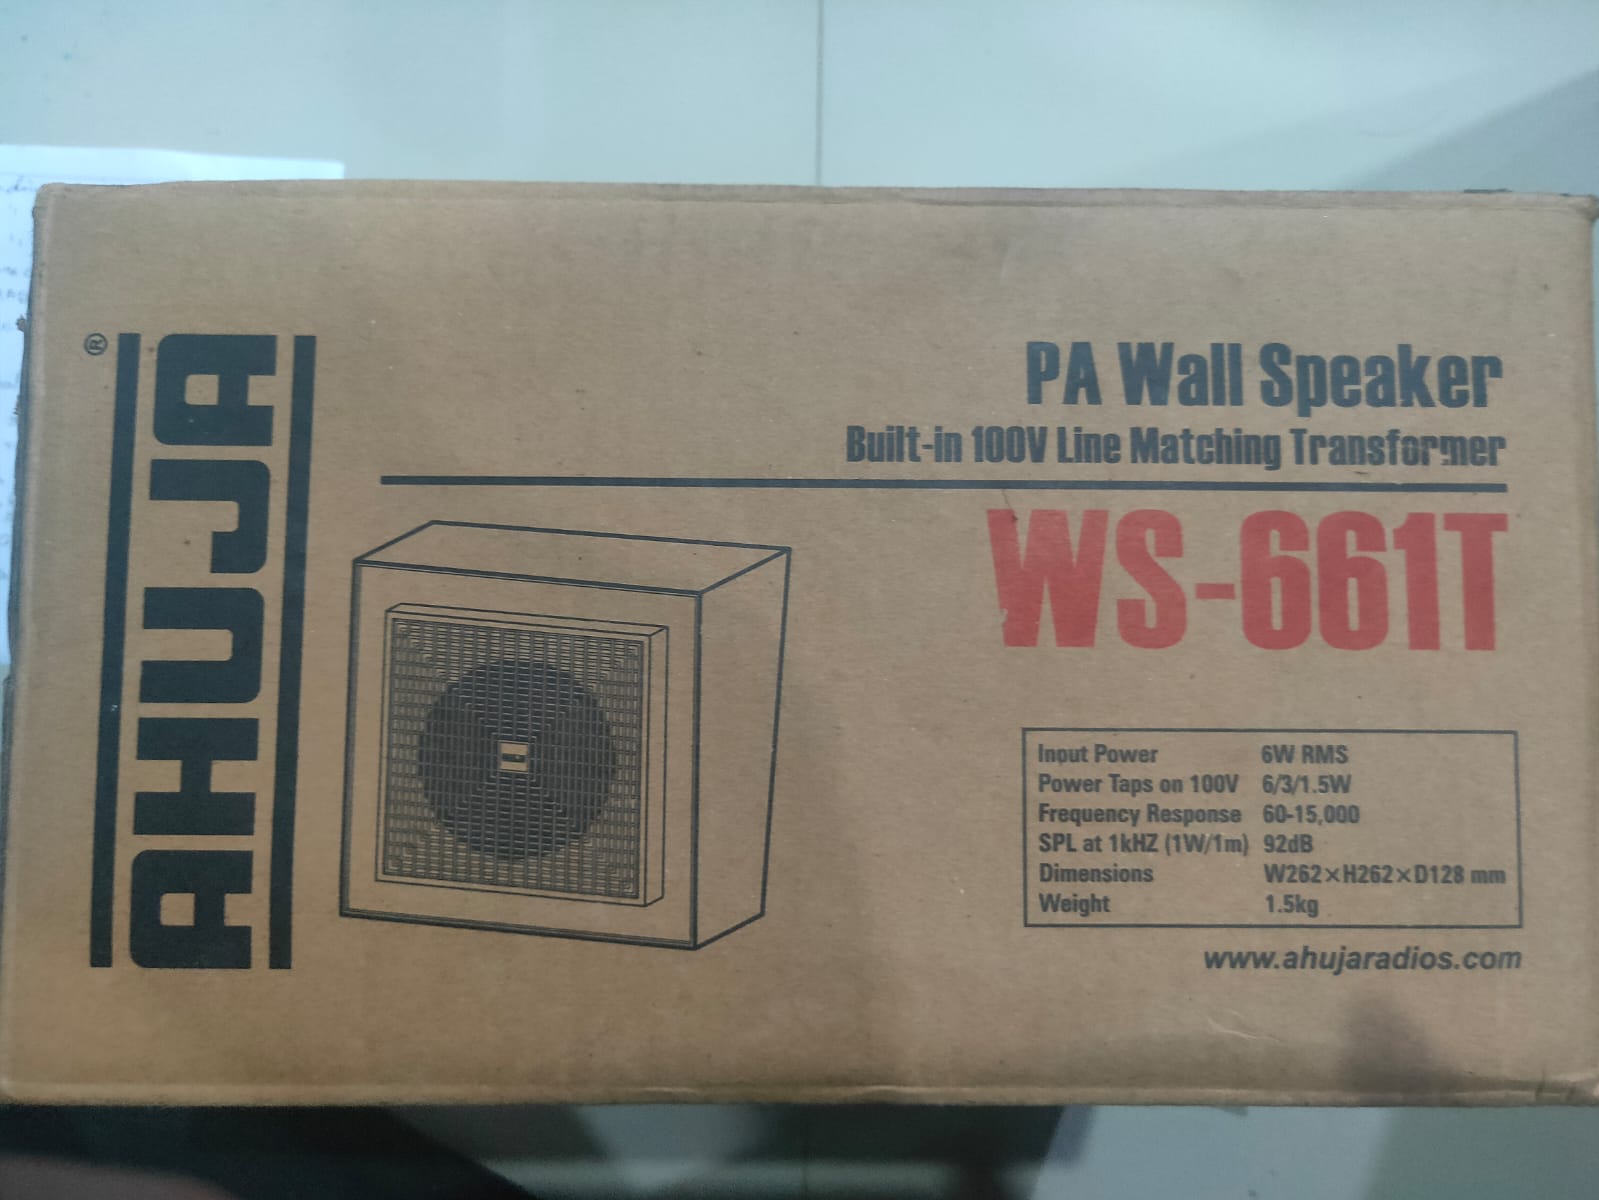 AHUJA®
PA Wall Speaker
Built-in 100V Line Matching Transformer
WS-661T
Input Power 6W RMS
Power Taps on 100V 6/3/1.5W
Frequency Response 60-15,000
SPL at 1kHZ (1W/1m) 92dB
Dimensions W262×H262×D128 mm
Weight 1.5kg
www.ahujaradios.com